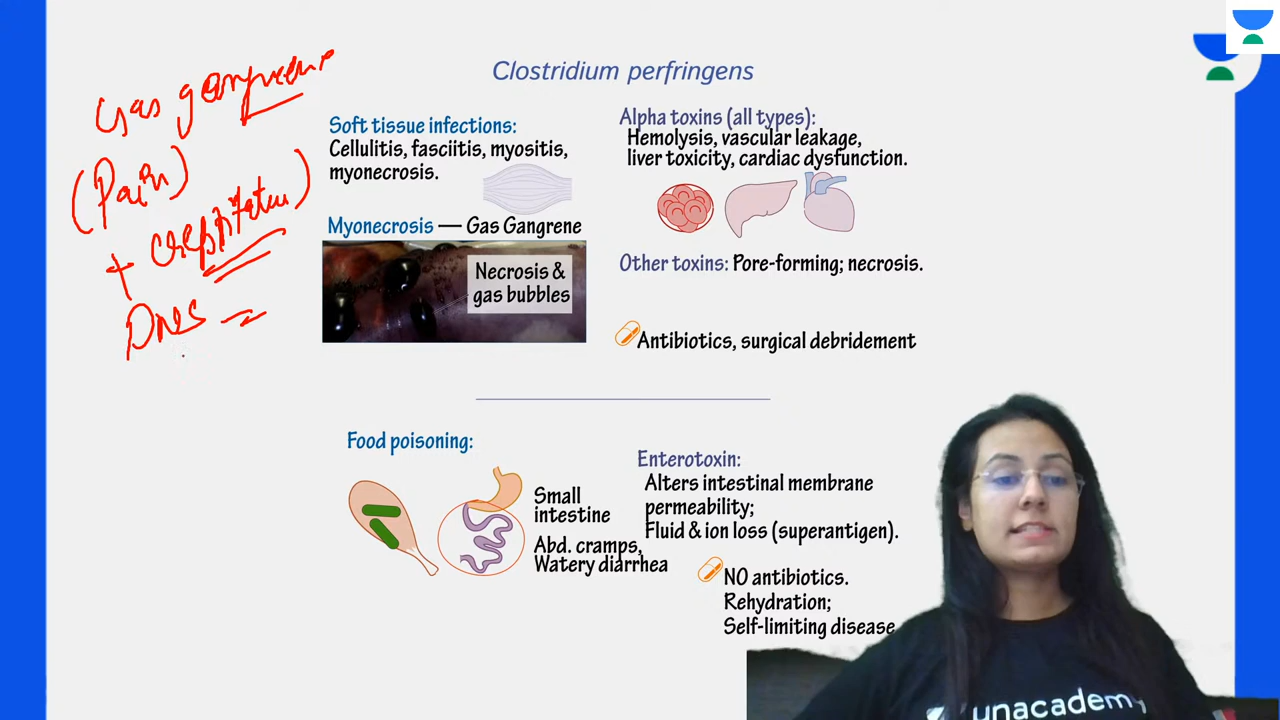 Clostridium perfringens
Gas gangrene
(Pain)
+ crepitation)
Soft tissue infections:
Cellulitis, fasciitis, myositis,
myonecrosis.
Myonecrosis — Gas Gangrene
Necrosis &
gas bubbles
Alpha toxins (all types):
Hemolysis, vascular leakage,
liver toxicity, cardiac dysfunction.
Other toxins: Pore-forming; necrosis.
Antibiotics, surgical debridement
Food poisoning:
Small
intestine
Abd. cramps,
Watery diarrhea
Enterotoxin:
Alters intestinal membrane
permeability;
Fluid & ion loss (superantigen).
NO antibiotics.
Rehydration;
Self-limiting disease
unacademy